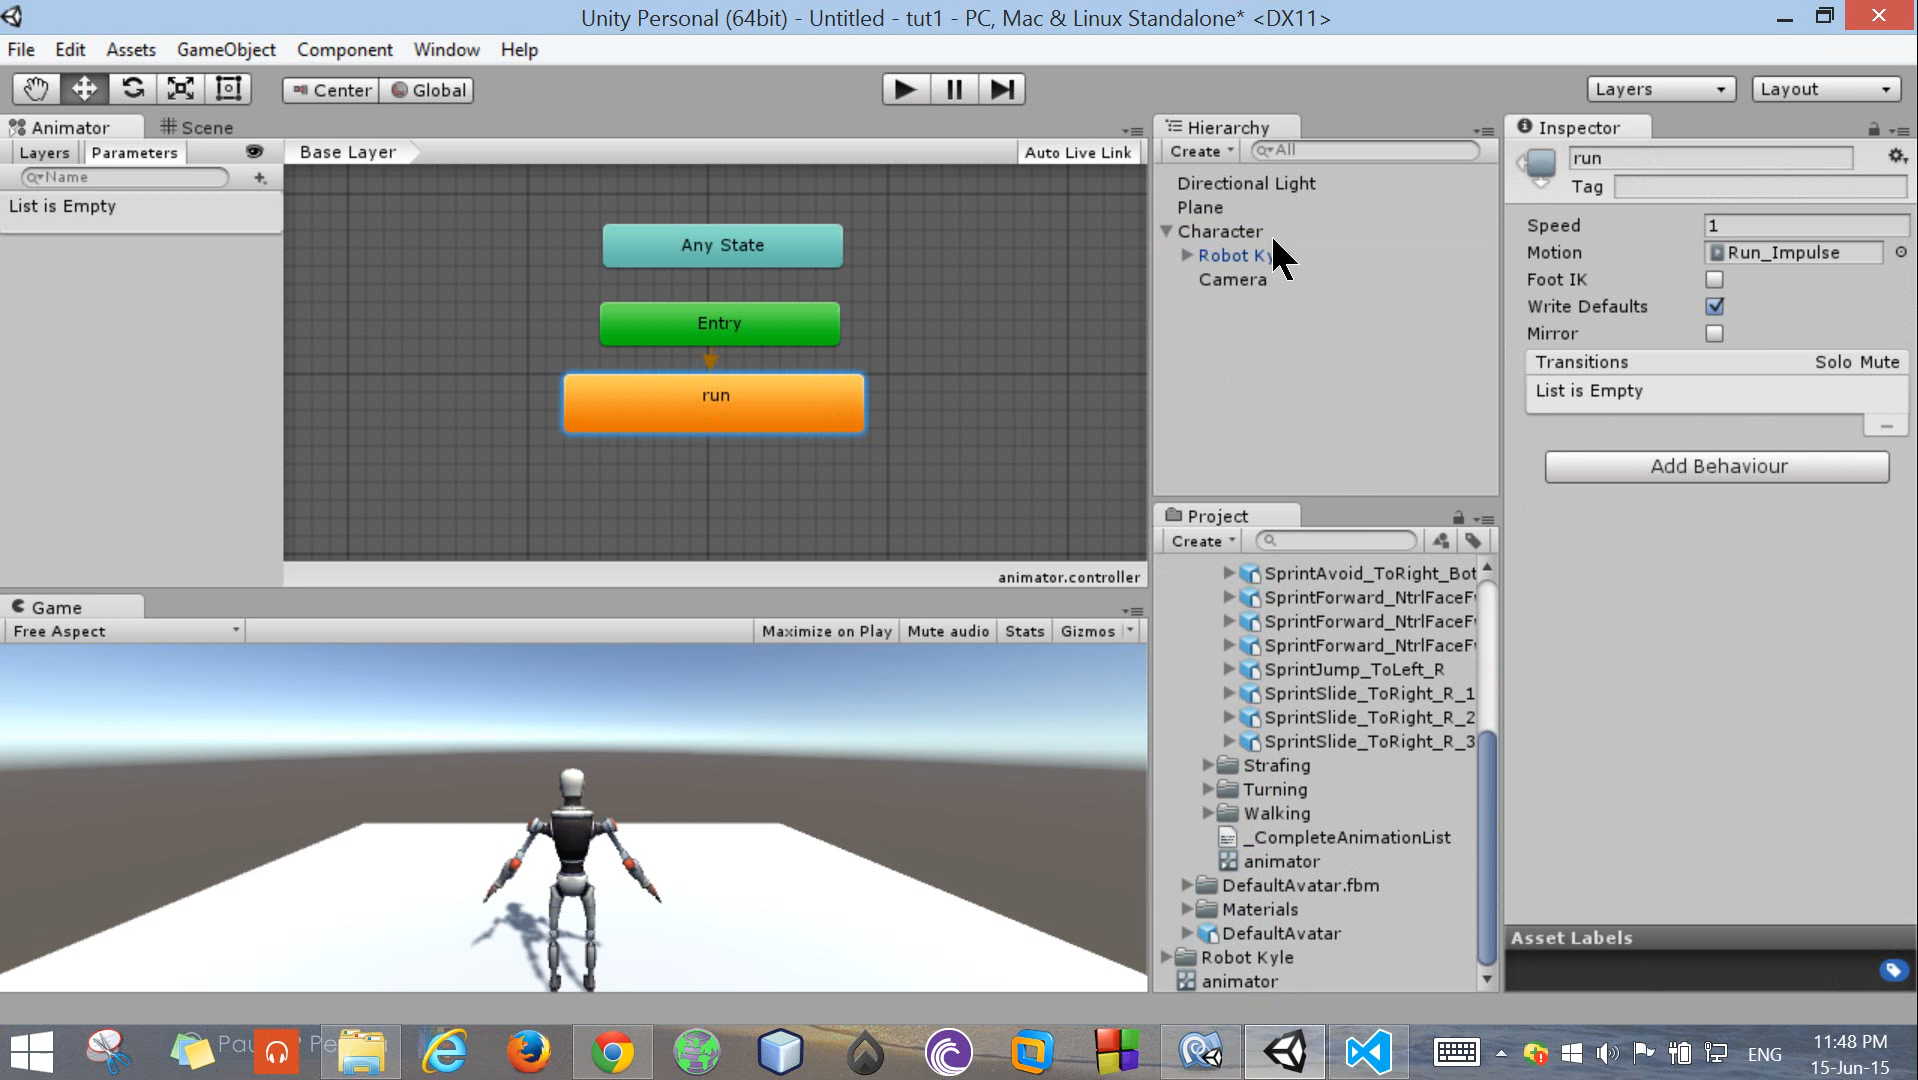 Unity Personal (64bit) - Untitled - tut1 - PC, Mac & Linux Standalone* <DX11>
File Edit Assets GameObject Component Window Help
Center Global
Layers Layout
Animator Scene
Layers Parameters
Name
List is Empty
Base Layer
Auto Live Link
Any State
Entry
run
animator.controller
Hierarchy
Create All
Directional Light
Plane
Character
Robot Ky
Camera
Inspector
run
Tag
Speed 1
Motion Run_Impulse
Foot IK
Write Defaults
Mirror
Transitions Solo Mute
List is Empty
Add Behaviour
Asset Labels
Project
Create
SprintAvoid_ToRight_Bot
SprintForward_NtrlFaceF
SprintForward_NtrlFaceF
SprintForward_NtrlFaceF
SprintJump_ToLeft_R
SprintSlide_ToRight_R_1
SprintSlide_ToRight_R_2
SprintSlide_ToRight_R_3
Strafing
Turning
Walking
_CompleteAnimationList
animator
DefaultAvatar.fbm
Materials
DefaultAvatar
Robot Kyle
animator
Game
Free Aspect
Maximize on Play Mute audio Stats Gizmos
ENG
11:48 PM
15-Jun-15